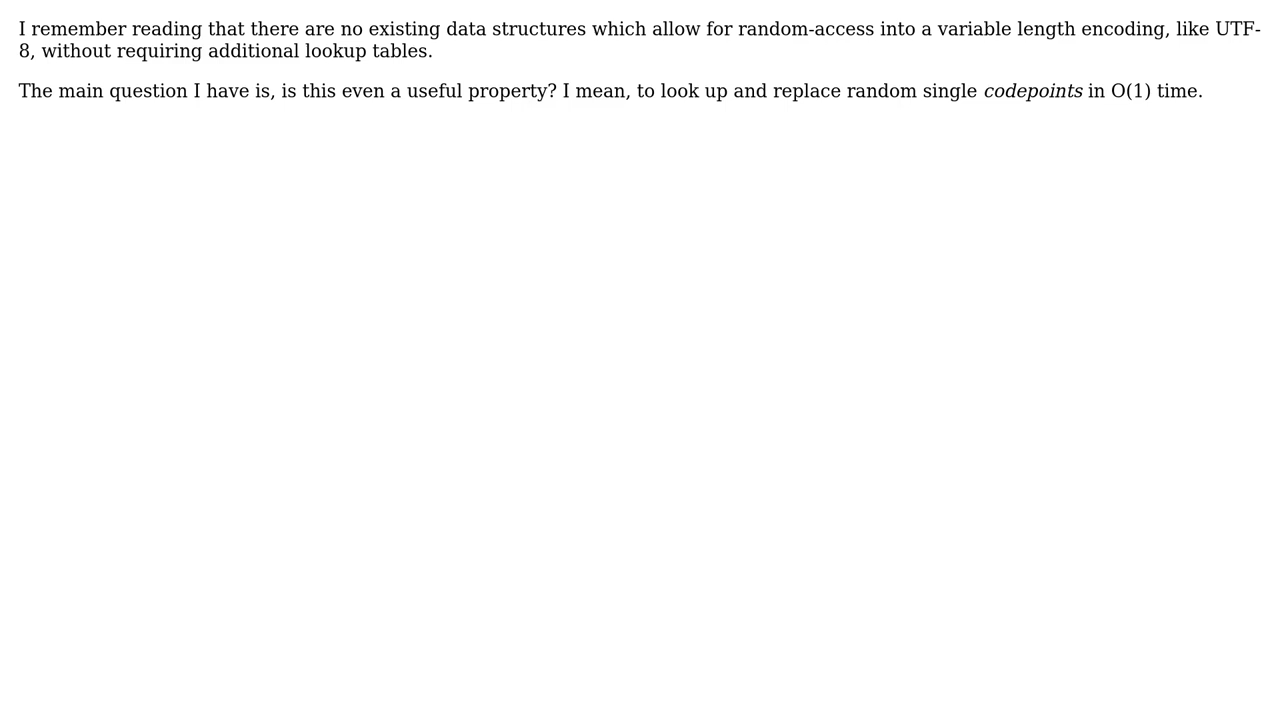 I remember reading that there are no existing data structures which allow for random-access into a variable length encoding, like UTF-
8, without requiring additional lookup tables.
The main question I have is, is this even a useful property? I mean, to look up and replace random single codepoints in O(1) time.